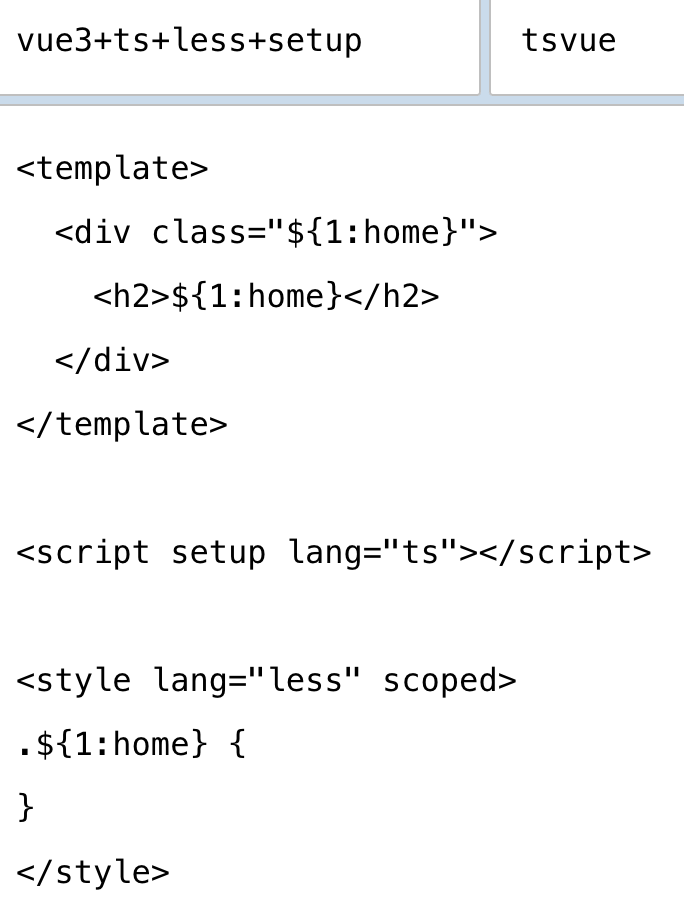 vue3+ts+less+setup
tsvue
<template>
  <div class="${1:home}">
    <h2>${1:home}</h2>
  </div>
</template>

<script setup lang="ts"></script>

<style lang="less" scoped>
.${1:home} {
}
</style>